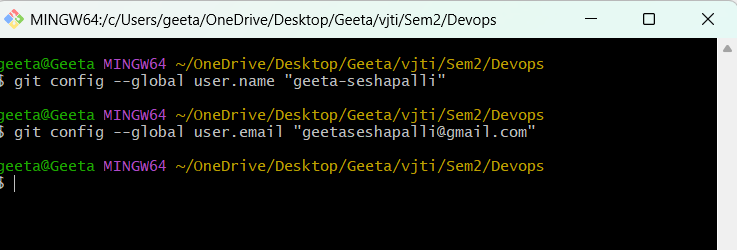 MINGW64:/c/Users/geeta/OneDrive/Desktop/Geeta/vjti/Sem2/Devops
geeta@Geeta MINGW64 ~/OneDrive/Desktop/Geeta/vjti/Sem2/Devops
$ git config --global user.name "geeta-seshapalli"
geeta@Geeta MINGW64 ~/OneDrive/Desktop/Geeta/vjti/Sem2/Devops
$ git config --global user.email "geetaseshapalli@gmail.com"
geeta@Geeta MINGW64 ~/OneDrive/Desktop/Geeta/vjti/Sem2/Devops
$